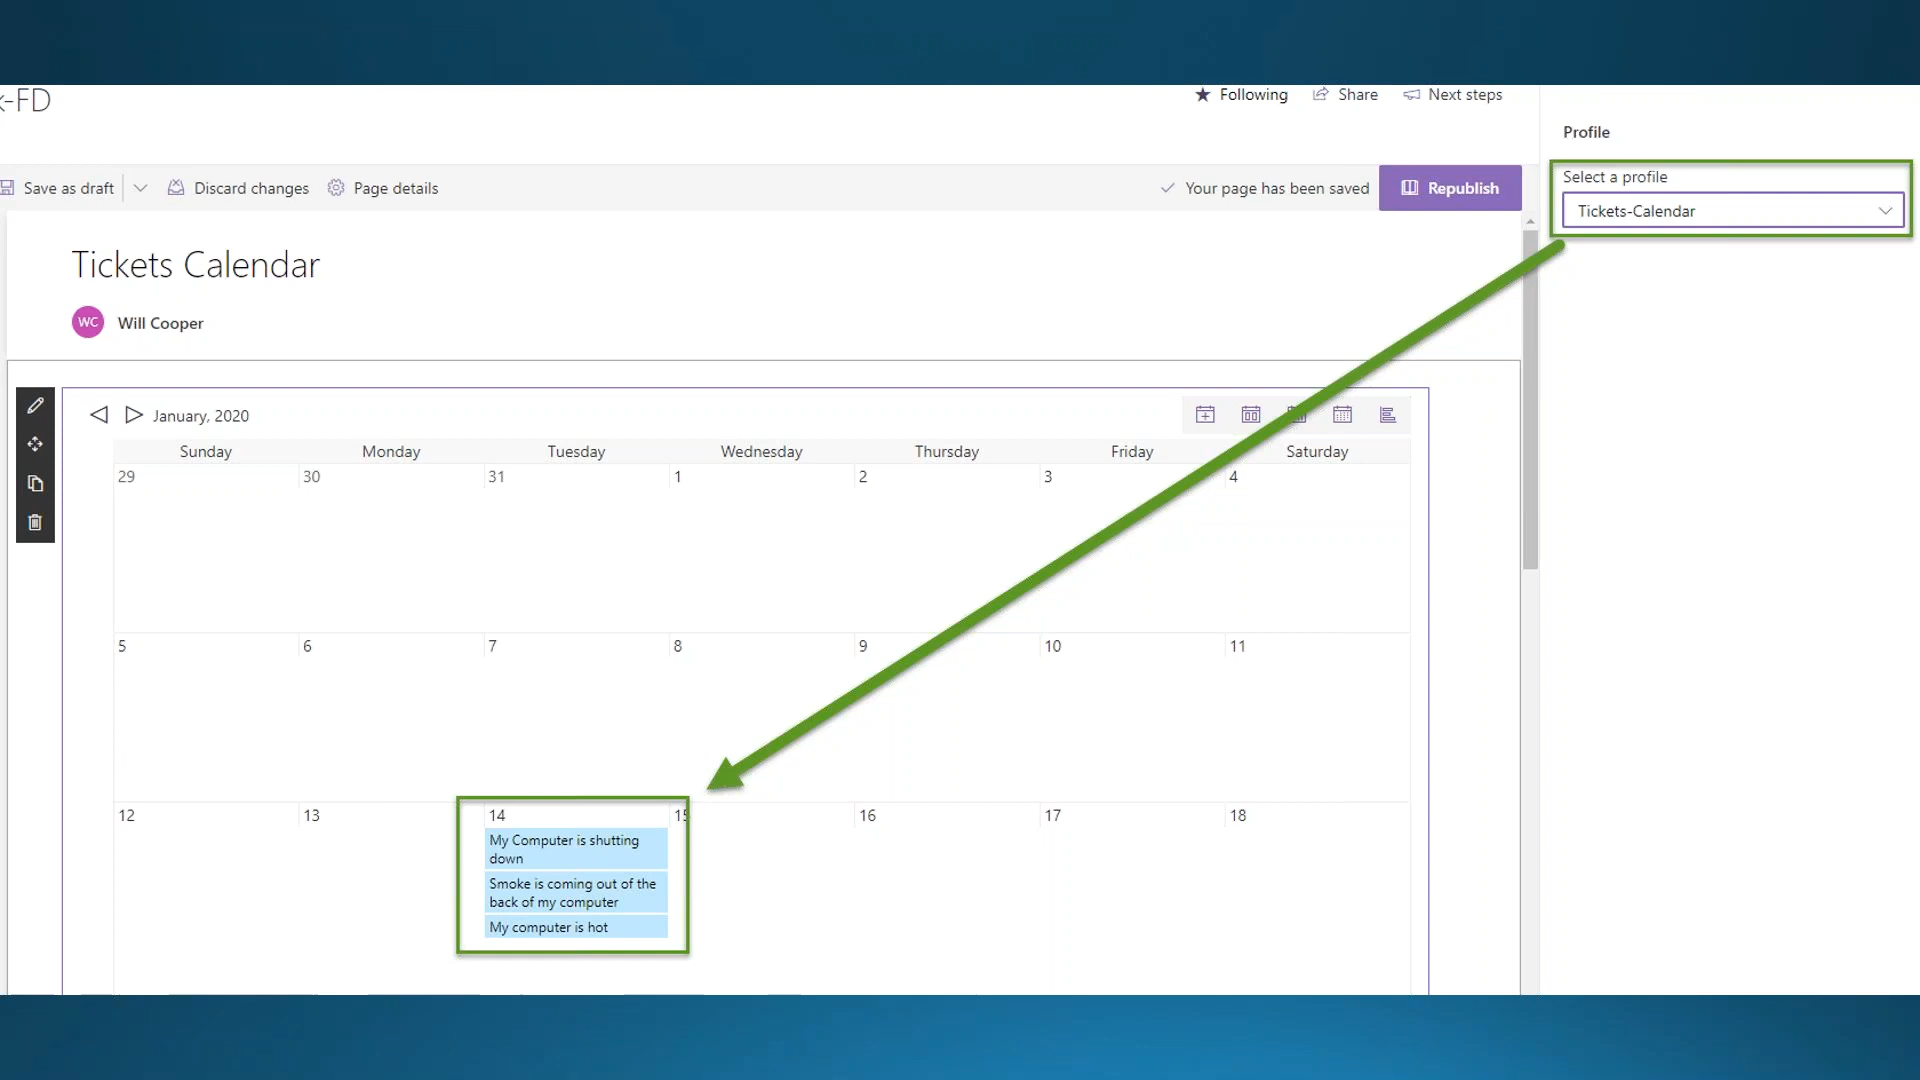 -FD
Following Share Next steps
Profile
Select a profile
Tickets-Calendar
Save as draft Discard changes Page details Your page has been saved Republish
Tickets Calendar
WC Will Cooper
January, 2020
Sunday Monday Tuesday Wednesday Thursday Friday Saturday
29 30 31 1 2 3 4
5 6 7 8 9 10 11
12 13 14 15 16 17 18
My Computer is shutting
down
Smoke is coming out of the
back of my computer
My computer is hot